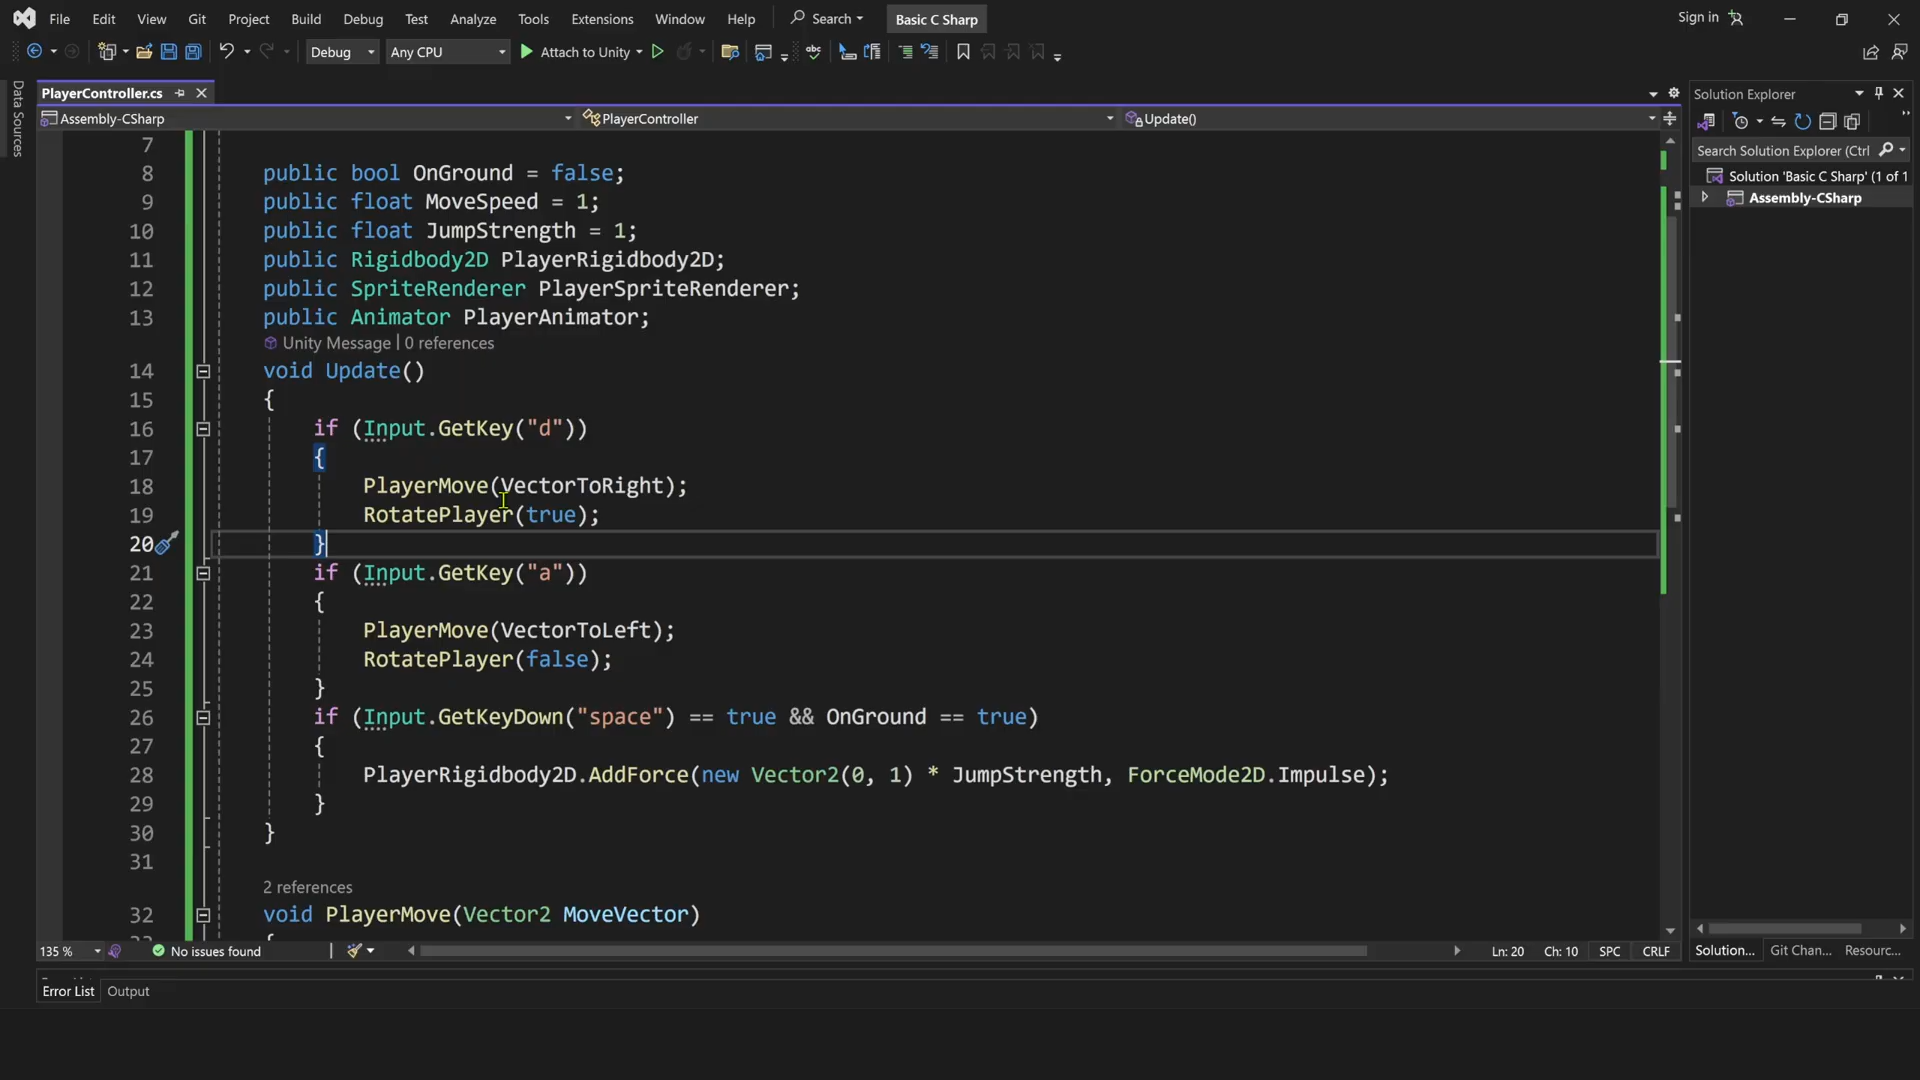 File Edit View Git Project Build Debug Test Analyze Tools Extensions Window Help Search Basic C Sharp Sign in
Debug Any CPU Attach to Unity
Data Sources
PlayerController.cs
Assembly-CSharp PlayerController Update()
7
8 public bool OnGround = false;
9 public float MoveSpeed = 1;
10 public float JumpStrength = 1;
11 public Rigidbody2D PlayerRigidbody2D;
12 public SpriteRenderer PlayerSpriteRenderer;
13 public Animator PlayerAnimator;
Unity Message | 0 references
14 void Update()
15 {
16 if (Input.GetKey("d"))
17 {
18 PlayerMove(VectorToRight);
19 RotatePlayer(true);
20 }
21 if (Input.GetKey("a"))
22 {
23 PlayerMove(VectorToLeft);
24 RotatePlayer(false);
25 }
26 if (Input.GetKeyDown("space") == true && OnGround == true)
27 {
28 PlayerRigidbody2D.AddForce(new Vector2(0, 1) * JumpStrength, ForceMode2D.Impulse);
29 }
30 }
31
2 references
32 void PlayerMove(Vector2 MoveVector)
135 % No issues found Ln: 20 Ch: 10 SPC CRLF
Error List Output
Solution Explorer
Search Solution Explorer (Ctrl
Solution 'Basic C Sharp' (1 of 1
Assembly-CSharp
Solution... Git Chan... Resourc...